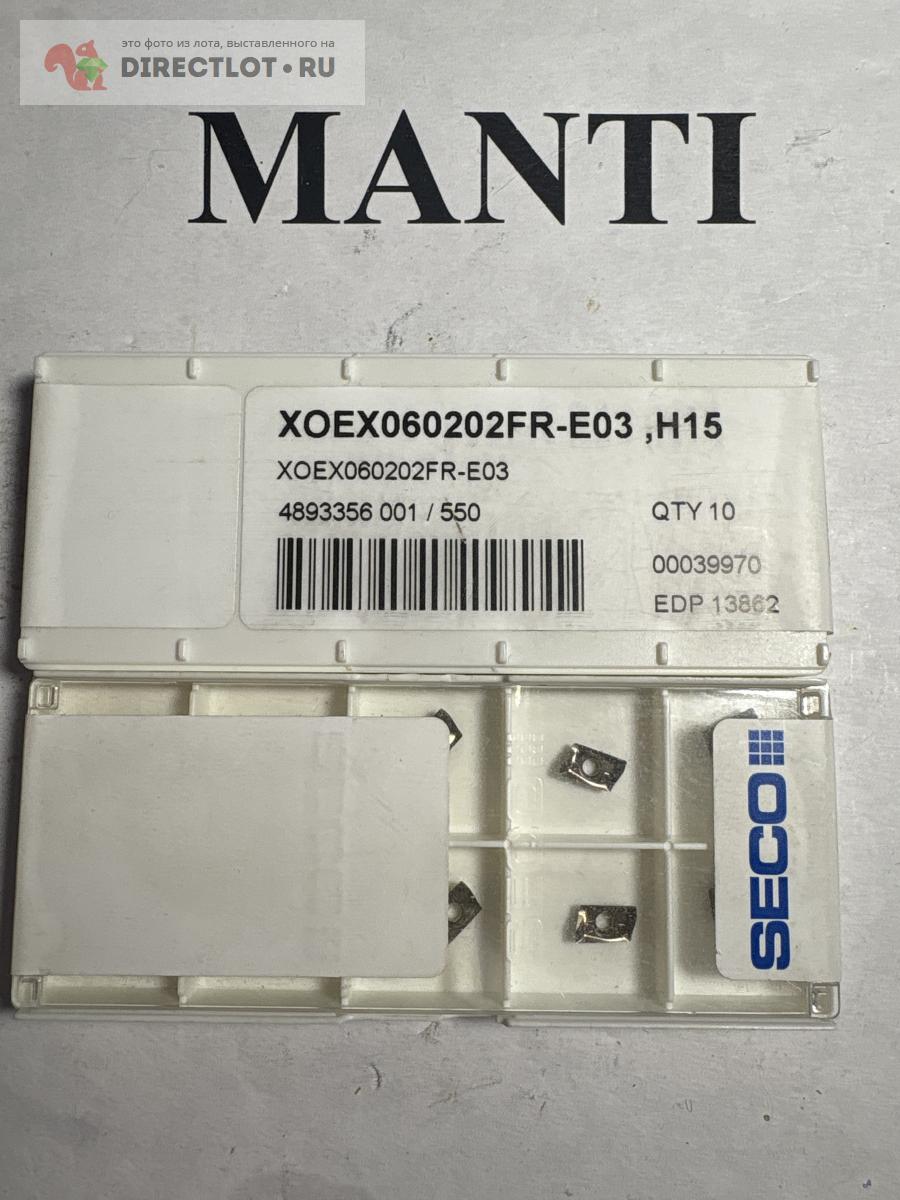 это фото из лота, выставленного на
DIRECTLOT.RU
MANTI
XOEX060202FR-E03 ,H15
XOEX060202FR-E03
4893356 001 / 550
QTY 10
00039970
EDP 13862
SECO